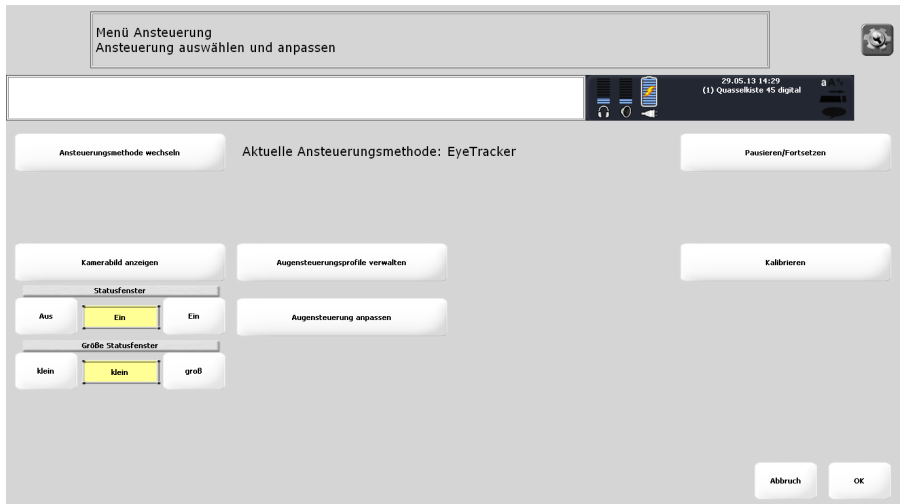 Menü Ansteuerung
Ansteuerung auswählen und anpassen
29.05.13 14:29
(1) Quasselkiste 45 digital
a
Ansteuerungsmethode wechseln
Aktuelle Ansteuerungsmethode: EyeTracker
Pausieren/Fortsetzen
Kamerabild anzeigen
Augensteuerungsprofile verwalten
Kalibrieren
Statusfenster
Aus
Ein
Ein
Augensteuerung anpassen
Größe Statusfenster
klein
klein
groß
Abbruch
OK